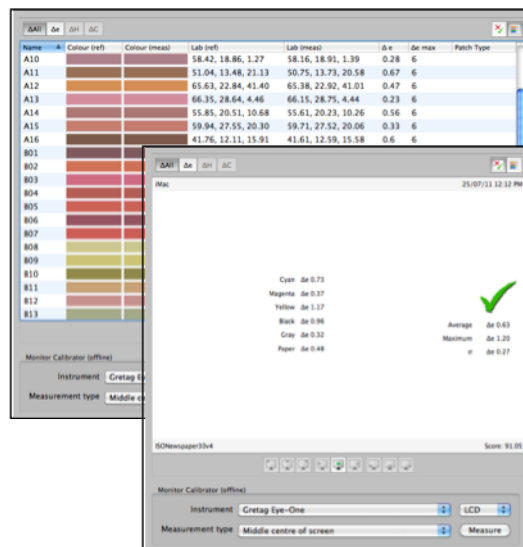 ΔAll Δe ΔH ΔC
Name Colour (ref) Colour (meas) Lab (ref) Lab (meas) Δ e Δe max Patch Type
A10 58.42, 18.86, 1.27 58.16, 18.91, 1.39 0.28 6
A11 51.04, 13.48, 21.13 50.75, 13.73, 20.58 0.67 6
A12 65.63, 22.84, 41.40 65.38, 22.92, 41.01 0.47 6
A13 66.35, 28.64, 4.46 66.15, 28.75, 4.44 0.23 6
A14 55.85, 20.51, 10.68 55.61, 20.23, 10.26 0.56 6
A15 59.94, 27.55, 20.30 59.71, 27.52, 20.06 0.33 6
A16 41.76, 12.11, 15.91 41.61, 12.59, 15.58 0.6 6
B01
B02
B03
B04
B05
B06
B07
B08
B09
B10
B11
B12
B13
Monitor Calibrator (offline)
Instrument Gretag Ey
Measurement type Middle ce
ΔAll Δe ΔH ΔC
iMac 25/07/11 12:12 PM
Cyan Δe 0.73
Magenta Δe 0.37
Yellow Δe 1.17
Black Δe 0.96
Gray Δe 0.32
Paper Δe 0.48
Average Δe 0.63
Maximum Δe 1.20
σ Δe 0.27
ISONewspaper30v4 Score: 91.05
Monitor Calibrator (offline)
Instrument Gretag Eye-One LCD
Measurement type Middle centre of screen Measure